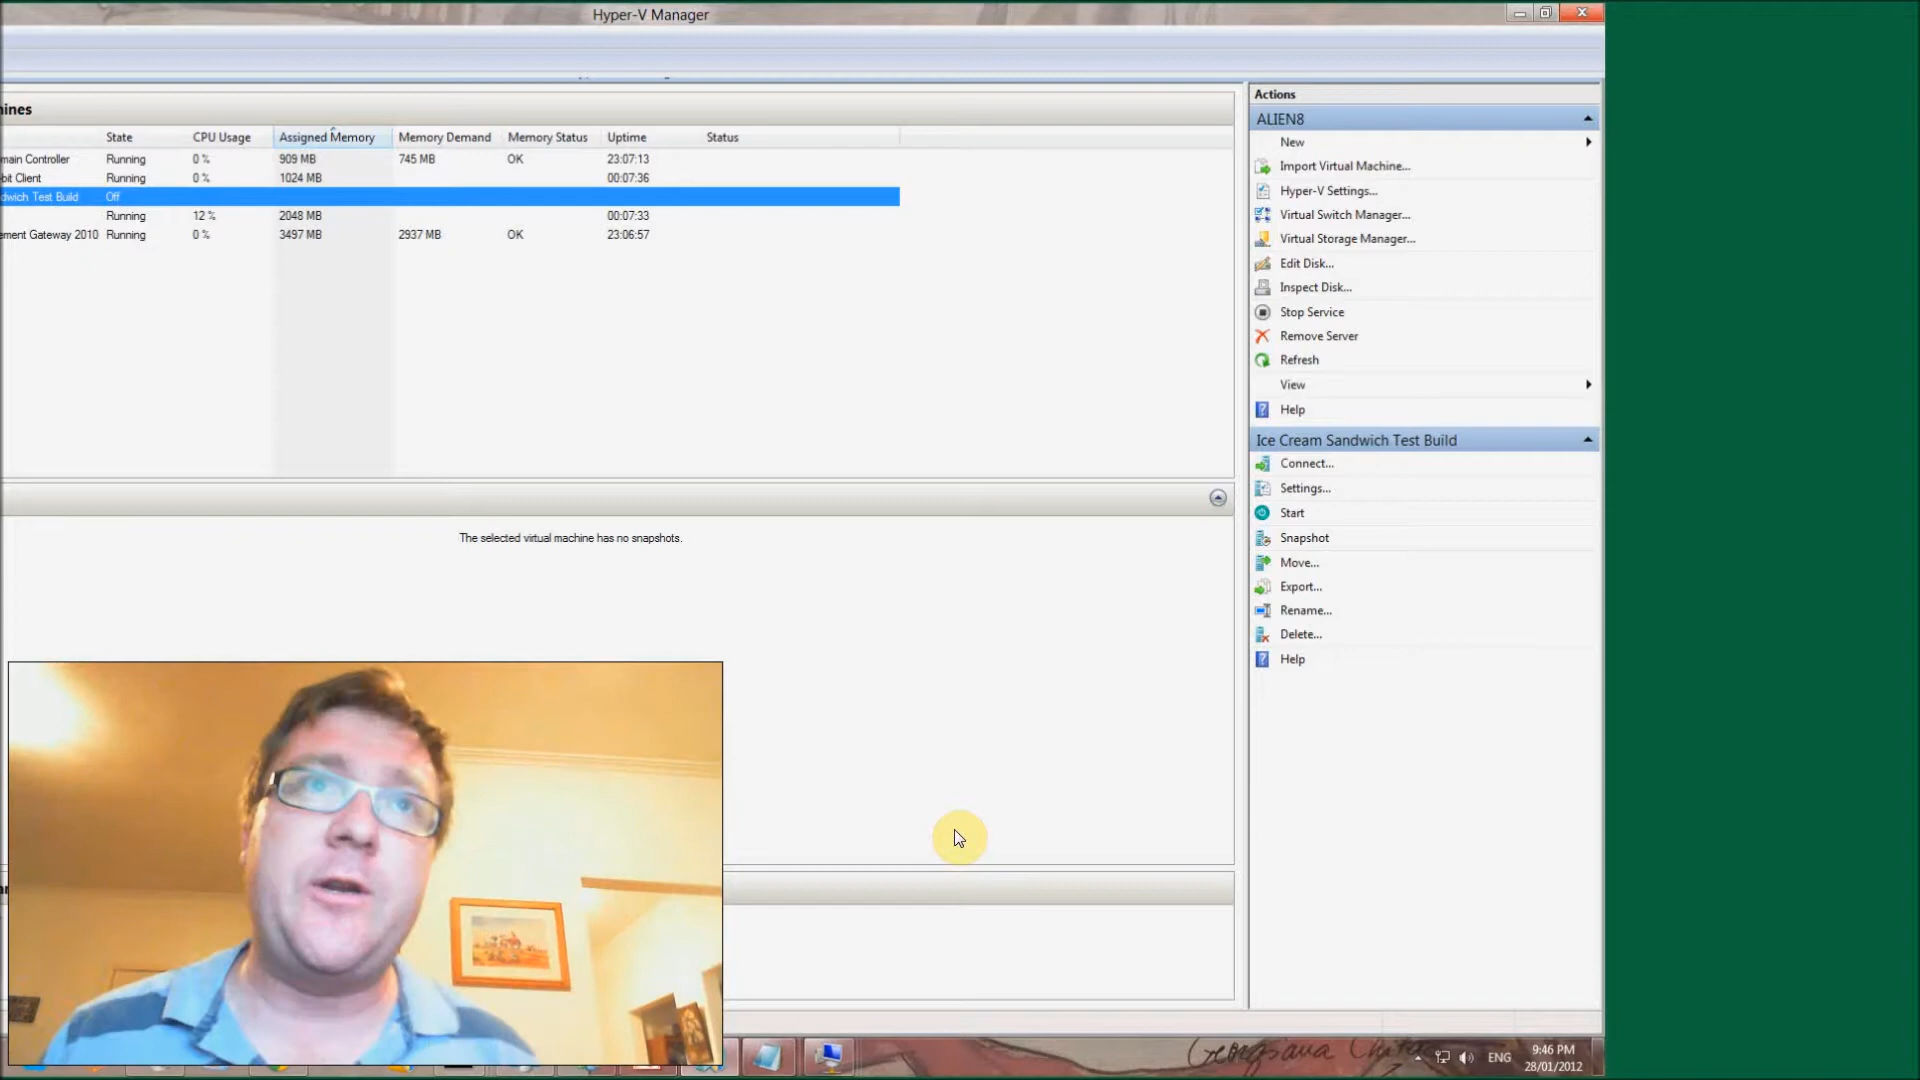 Hyper-V Manager
Actions
nines
ALIEN8
State CPU Usage Assigned Memory Memory Demand Memory Status Uptime Status
New
main Controller Running 0 % 909 MB 745 MB OK 23:07:13
Import Virtual Machine...
bit Client Running 0 % 1024 MB 00:07:36
Hyper-V Settings...
dwich Test Build Off
Running 12 % 2048 MB 00:07:33
Virtual Switch Manager...
ement Gateway 2010 Running 0 % 3497 MB 2937 MB OK 23:06:57
Virtual Storage Manager...
Edit Disk...
Inspect Disk...
Stop Service
Remove Server
Refresh
View
Help
Ice Cream Sandwich Test Build
Connect...
Settings...
Start
The selected virtual machine has no snapshots.
Snapshot
Move...
Export...
Rename...
Delete...
Help
Georgiana Chita
ENG
9:46 PM
28/01/2012